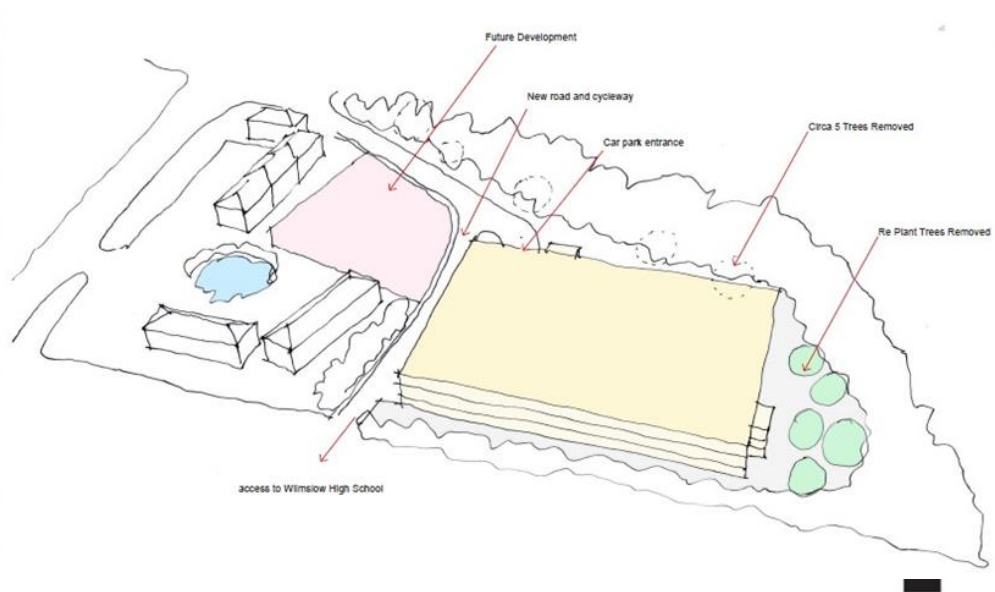 Future Development
New road and cycleway
Car park entrance
Circa 5 Trees Removed
Re Plant Trees Removed
access to Wilmslow High School